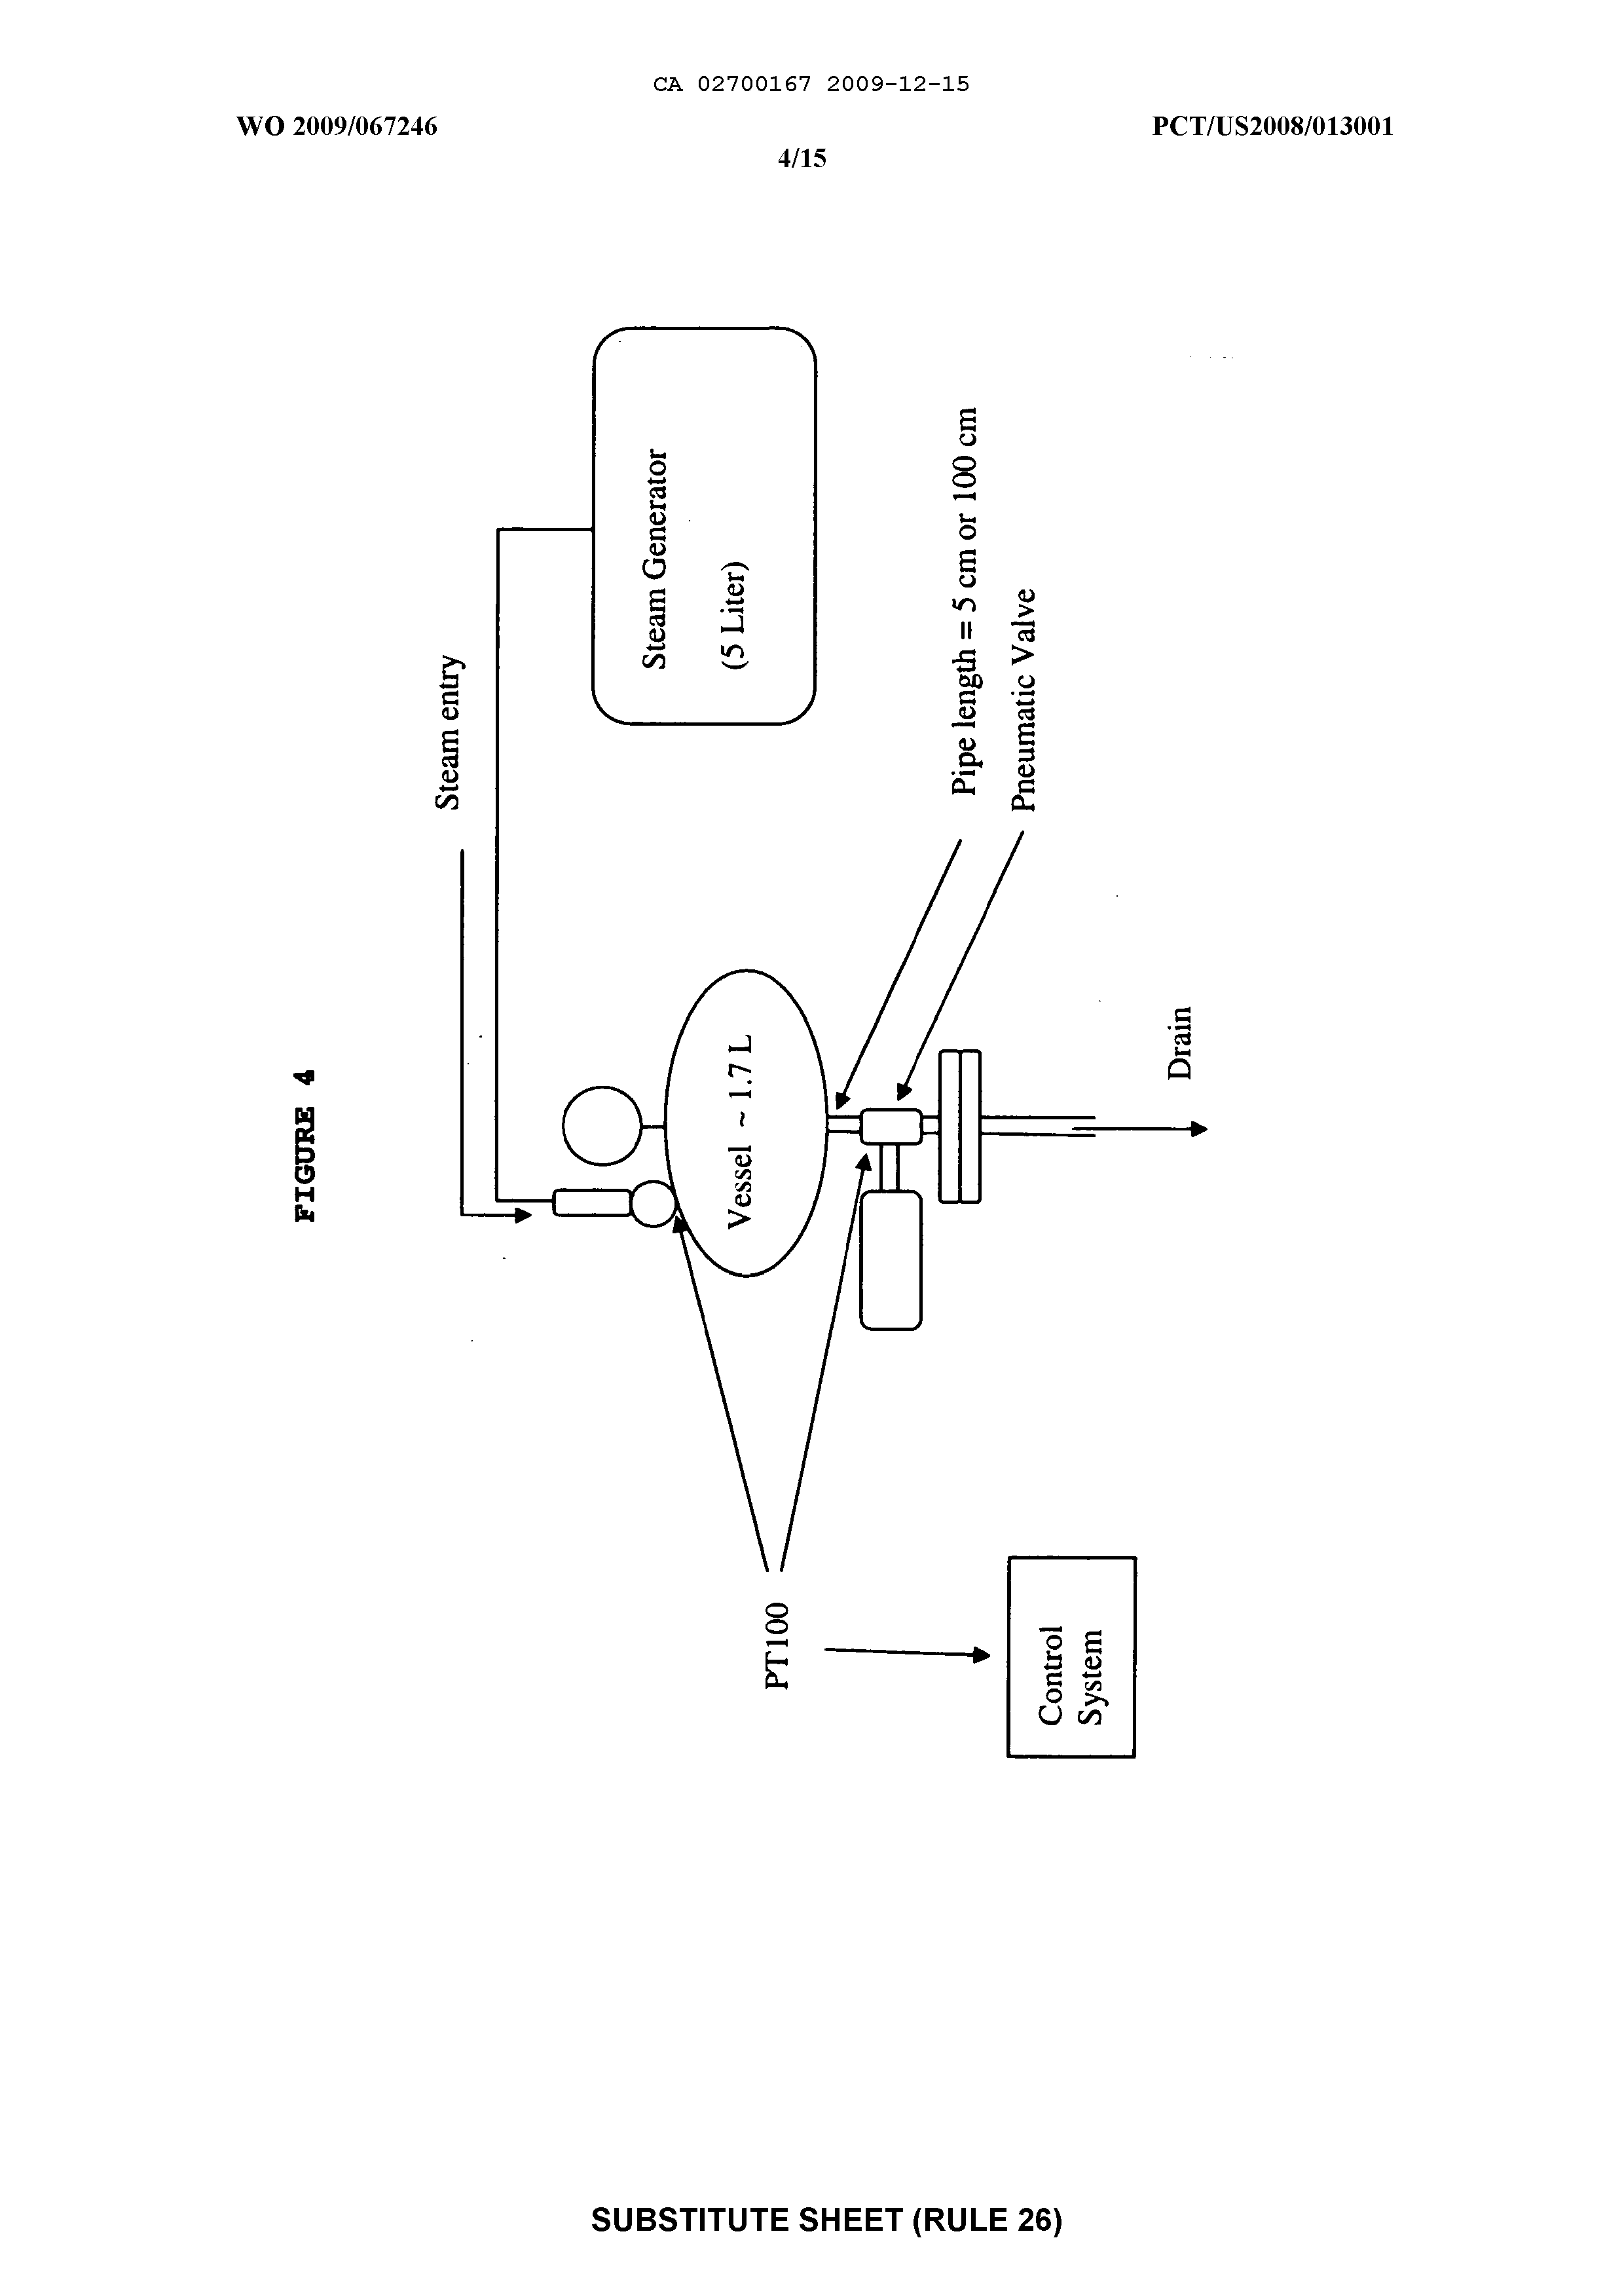 CA 02700167 2009-12-15
WO 2009/067246
PCT/US2008/013001
4/15
FIGURE 4
Steam entry
Steam Generator
(5 Liter)
Vessel ~ 1.7 L
Pipe length = 5 cm or 100 cm
Pneumatic Valve
PT100
Control
System
Drain
SUBSTITUTE SHEET (RULE 26)